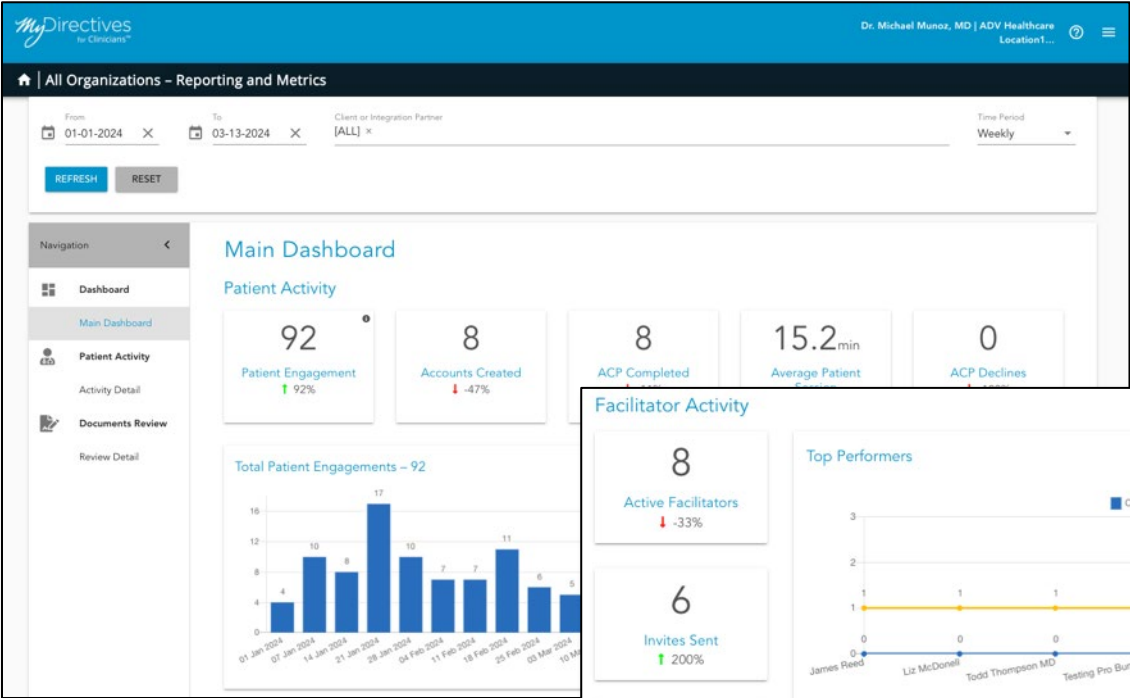 MyDirectives
for Clinicians™
Dr. Michael Munoz, MD | ADV Healthcare
Location1...
All Organizations – Reporting and Metrics
From
01-01-2024
To
03-13-2024
Client or Integration Partner
[ALL] ×
Time Period
Weekly
REFRESH
RESET
Navigation
Dashboard
Main Dashboard
Patient Activity
Activity Detail
Documents Review
Review Detail
Main Dashboard
Patient Activity
92
Patient Engagement
92%
8
Accounts Created
-47%
8
ACP Completed
15.2min
Average Patient
0
ACP Declines
Total Patient Engagements – 92
16
12
8
4
0
4
10
8
17
10
7
7
11
6
5
01 Jan 2024
07 Jan 2024
14 Jan 2024
21 Jan 2024
28 Jan 2024
04 Feb 2024
11 Feb 2024
18 Feb 2024
25 Feb 2024
03 Mar 2024
10 Mar
Facilitator Activity
8
Active Facilitators
-33%
6
Invites Sent
200%
Top Performers
3
2
1
0
1
1
1
0
0
0
James Reed
Liz McDonell
Todd Thompson MD
Testing Pro Bur